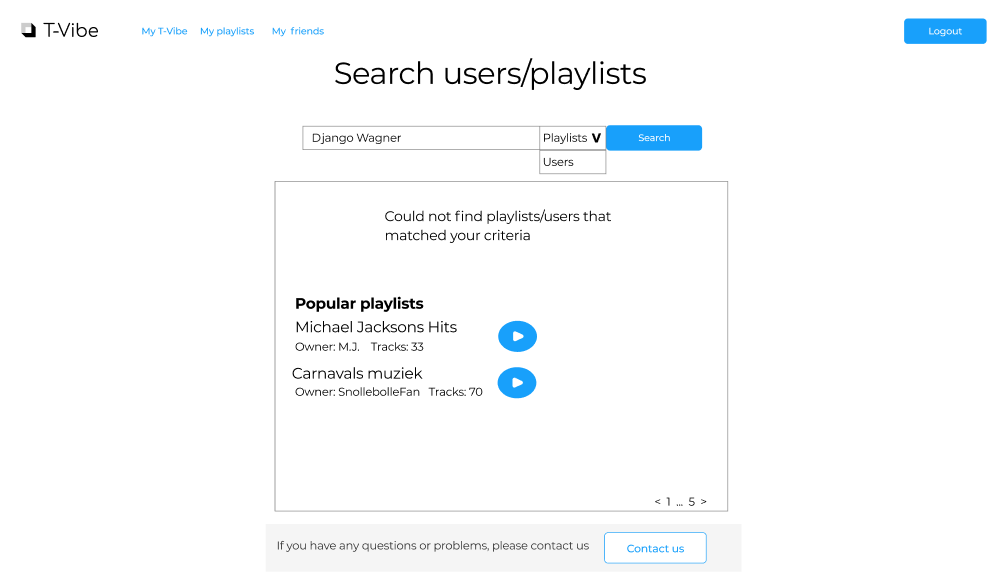 T-Vibe My T-Vibe My playlists My friends Logout
Search users/playlists
Django Wagner Playlists V Search
Users
Could not find playlists/users that
matched your criteria
Popular playlists
Michael Jacksons Hits
Owner: M.J. Tracks: 33
Carnavals muziek
Owner: SnollebolleFan Tracks: 70
< 1 ... 5 >
If you have any questions or problems, please contact us Contact us